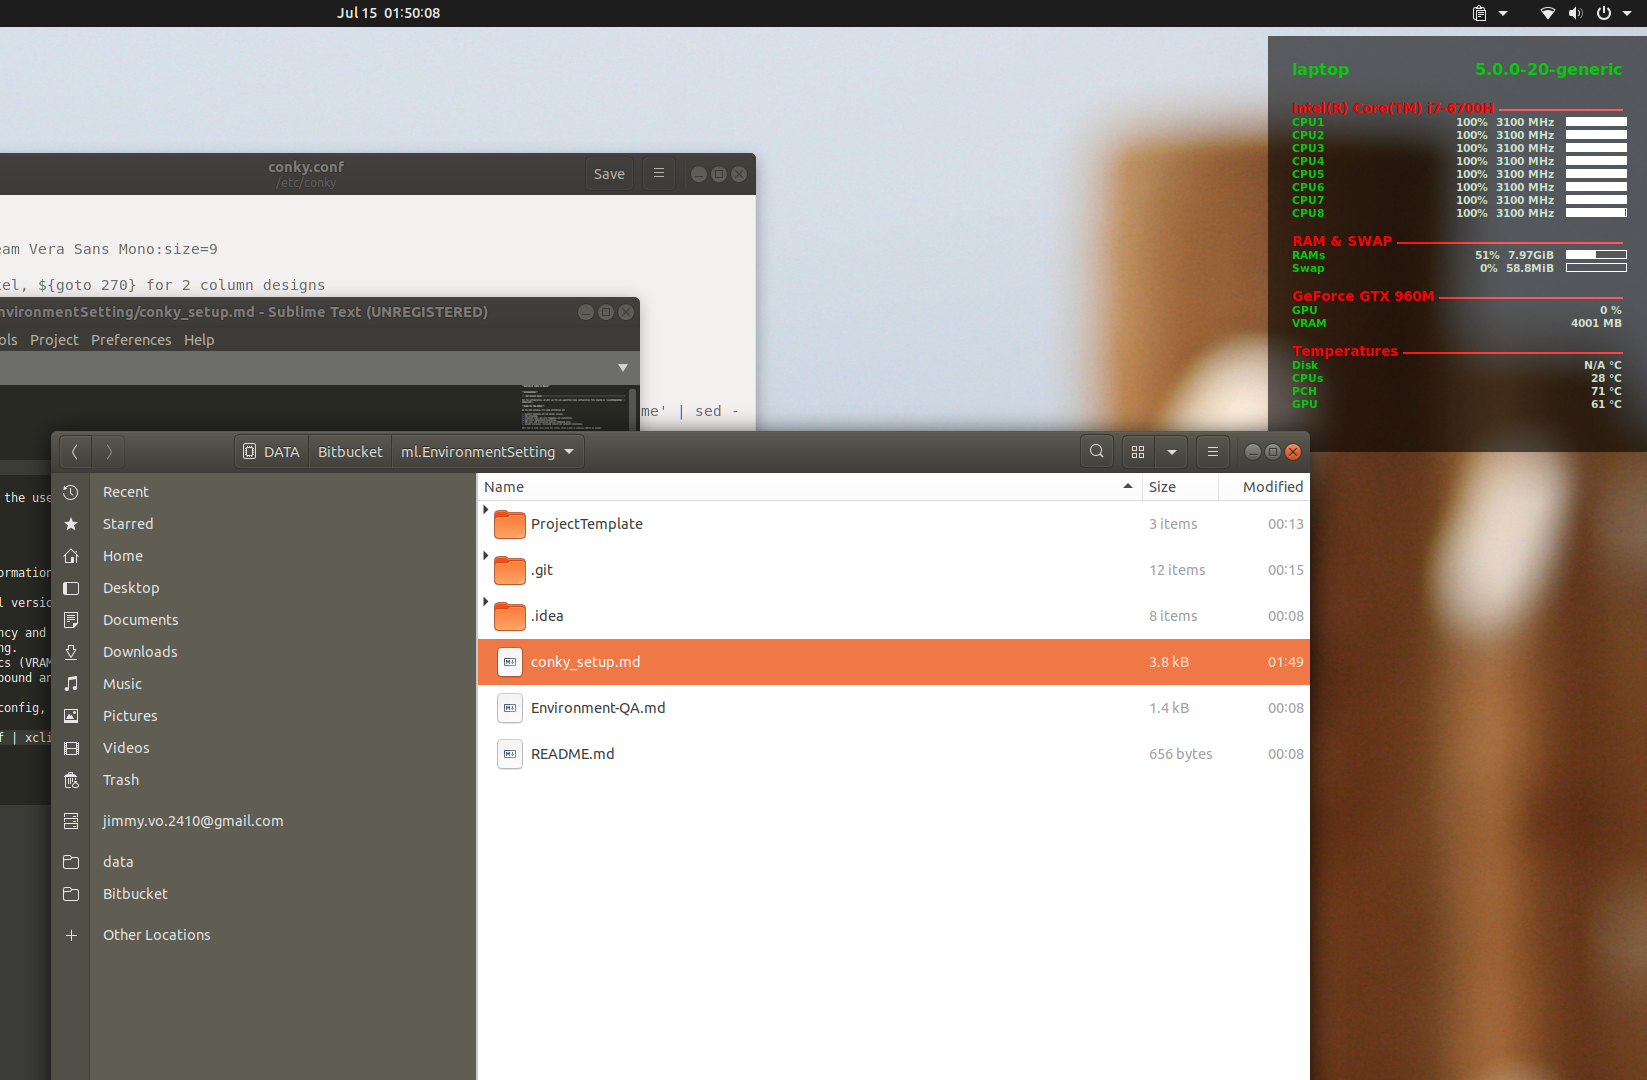 Jul 15  01:50:08
laptop 5.0.0-20-generic
Intel(R) Core(TM) i7-6700H
CPU1 100% 3100 MHz
CPU2 100% 3100 MHz
CPU3 100% 3100 MHz
CPU4 100% 3100 MHz
CPU5 100% 3100 MHz
CPU6 100% 3100 MHz
CPU7 100% 3100 MHz
CPU8 100% 3100 MHz
RAM & SWAP
RAMs 51% 7.97GiB
Swap 0% 58.8MiB
GeForce GTX 960M
GPU 0 %
VRAM 4001 MB
Temperatures
Disk N/A °C
CPUs 28 °C
PCH 71 °C
GPU 61 °C
conky.conf
/etc/conky
Save
eam Vera Sans Mono:size=9
el, ${goto 270} for 2 column designs
nvironmentSetting/conky_setup.md - Sublime Text (UNREGISTERED)
ols Project Preferences Help
me' | sed -
the use
ormation
l versio
ncy and
ng.
cs (VRAM
ound an
config,
f | xcli
DATA Bitbucket ml.EnvironmentSetting
Recent
Starred
Home
Desktop
Documents
Downloads
Music
Pictures
Videos
Trash
jimmy.vo.2410@gmail.com
data
Bitbucket
Other Locations
Name Size Modified
ProjectTemplate 3 items 00:13
.git 12 items 00:15
.idea 8 items 00:08
conky_setup.md 3.8 kB 01:49
Environment-QA.md 1.4 kB 00:08
README.md 656 bytes 00:08